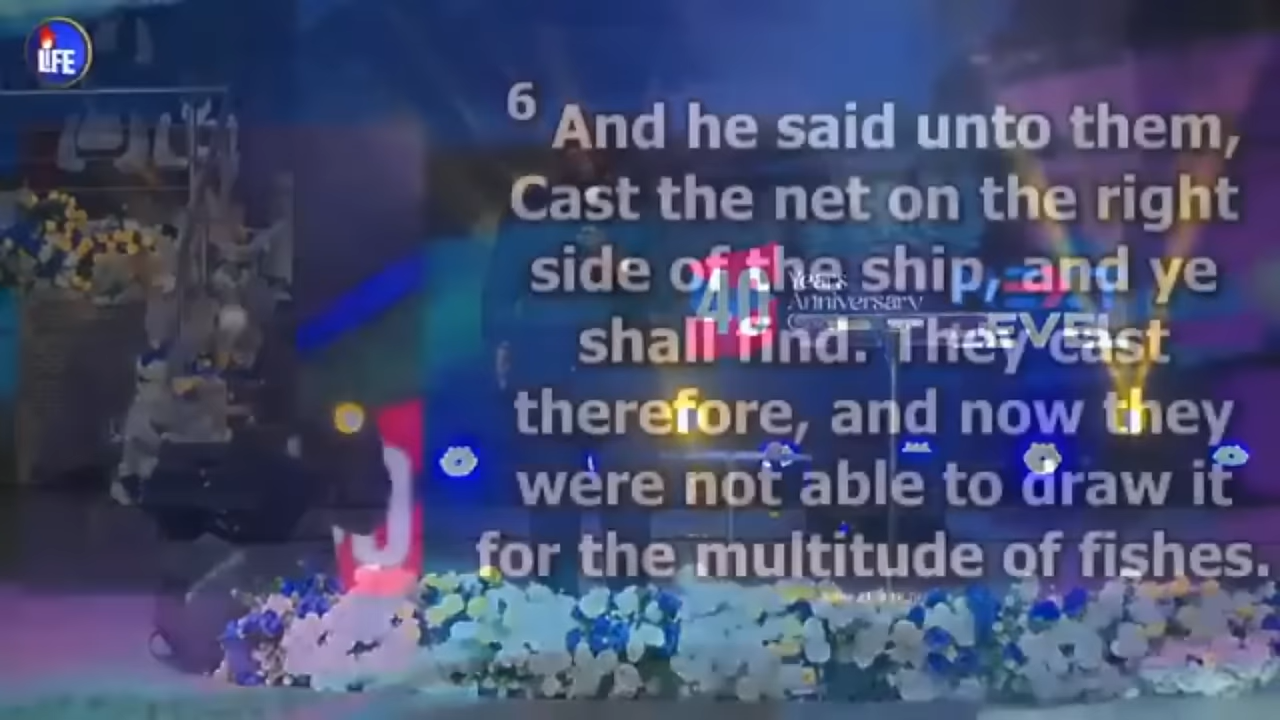 LIFE
6 And he said unto them,
Cast the net on the right
side of the ship, and ye
shall find. They cast
therefore, and now they
were not able to draw it
for the multitude of fishes.
40
Years
Anniversary
NEXT
LEVEL